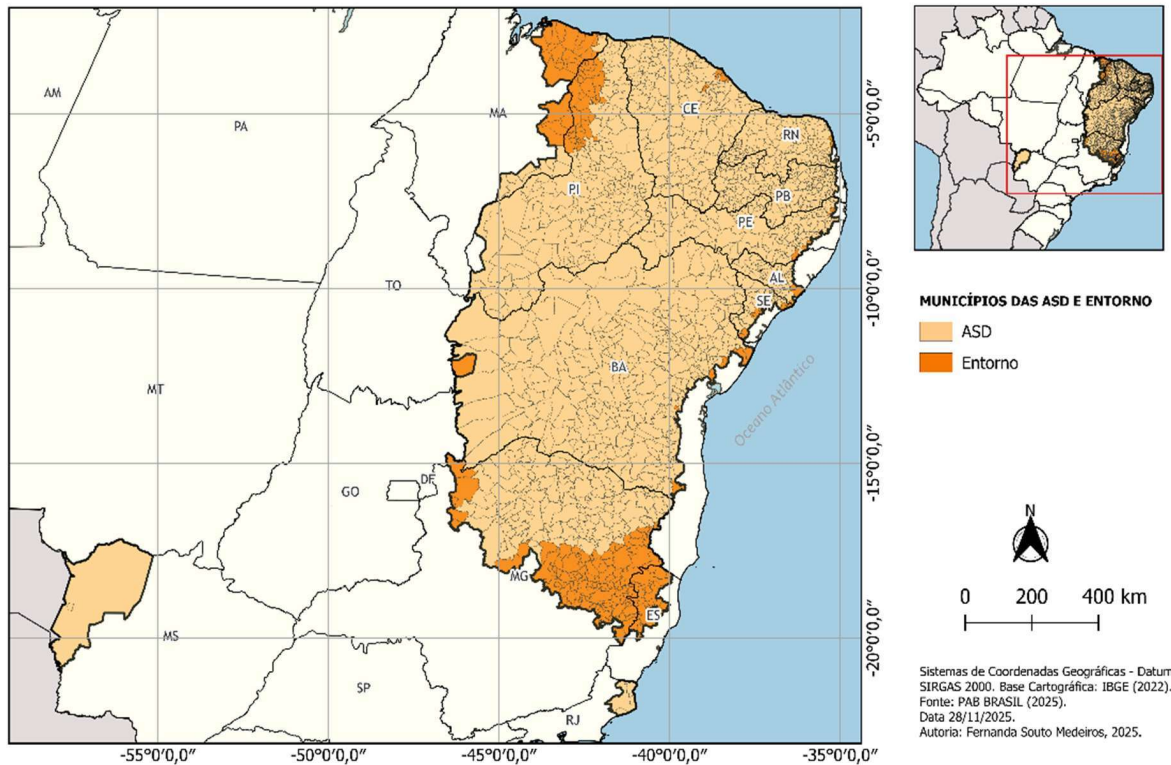 AM
PA
MA
CE
RN
PI
PB
PE
TO
AL
SE
BA
MT
Oceano Atlântico
GO
DF
MG
ES
MS
SP
RJ
-5°0'0,0"
-10°0'0,0"
-15°0'0,0"
-20°0'0,0"
-55°0'0,0"
-50°0'0,0"
-45°0'0,0"
-40°0'0,0"
-35°0'0,0"
MUNICÍPIOS DAS ASD E ENTORNO
ASD
Entorno
N
0 200 400 km
Sistemas de Coordenadas Geográficas - Datum
SIRGAS 2000. Base Cartográfica: IBGE (2022).
Fonte: PAB BRASIL (2025).
Data 28/11/2025.
Autoria: Fernanda Souto Medeiros, 2025.